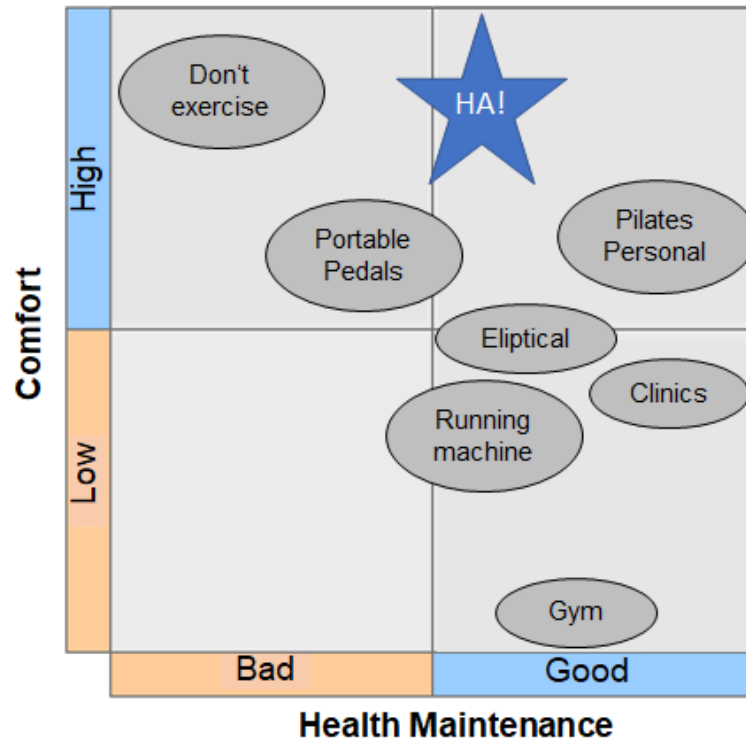 Don't
exercise
HA!
High
Portable
Pedals
Pilates
Personal
Comfort
Eliptical
Clinics
Running
machine
Low
Gym
Bad
Good
Health Maintenance